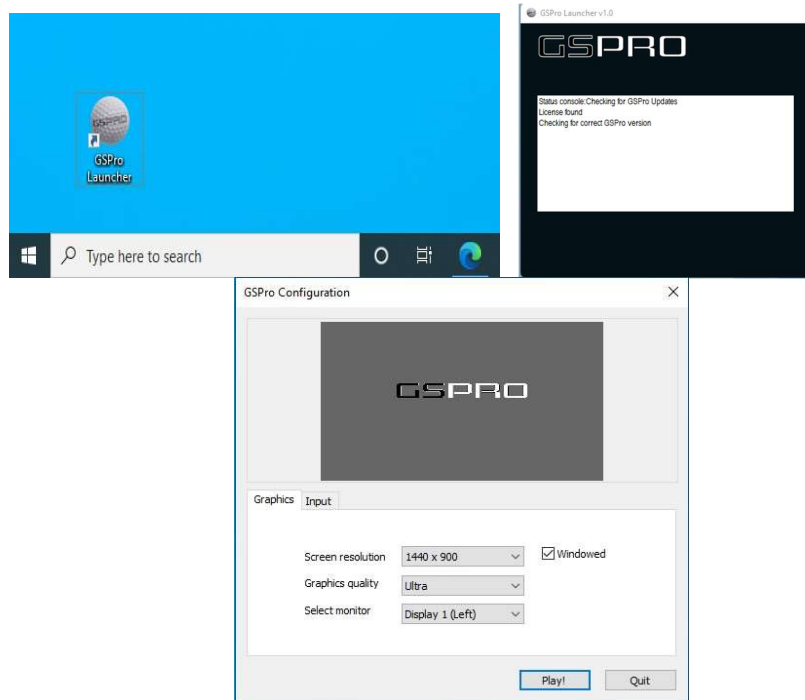 GSPRO
GSPro
Launcher
Type here to search
GSPro Launcher v1.0
GSPRO
Status console:Checking for GSPro Updates
License found
Checking for correct GSPro version
GSPro Configuration
GSPRO
Graphics Input
Screen resolution 1440 x 900 Windowed
Graphics quality Ultra
Select monitor Display 1 (Left)
Play! Quit